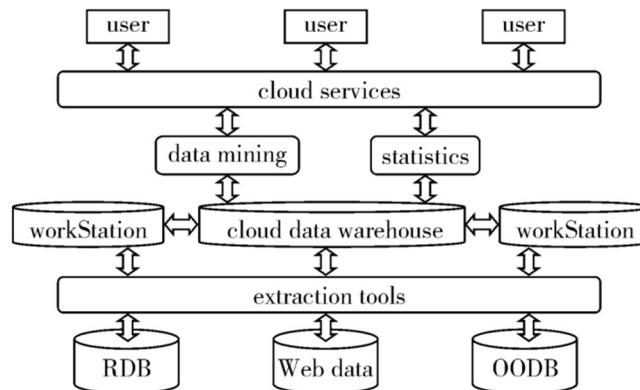 user
user
user
cloud services
data mining
statistics
workStation
cloud data warehouse
workStation
extraction tools
RDB
Web data
OODB